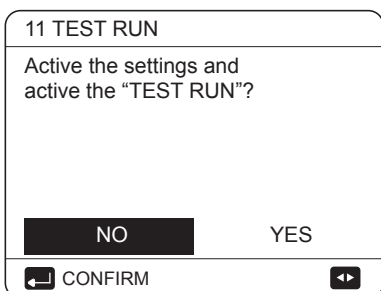 11 TEST RUN
Active the settings and
active the “TEST RUN”?
NO YES
CONFIRM